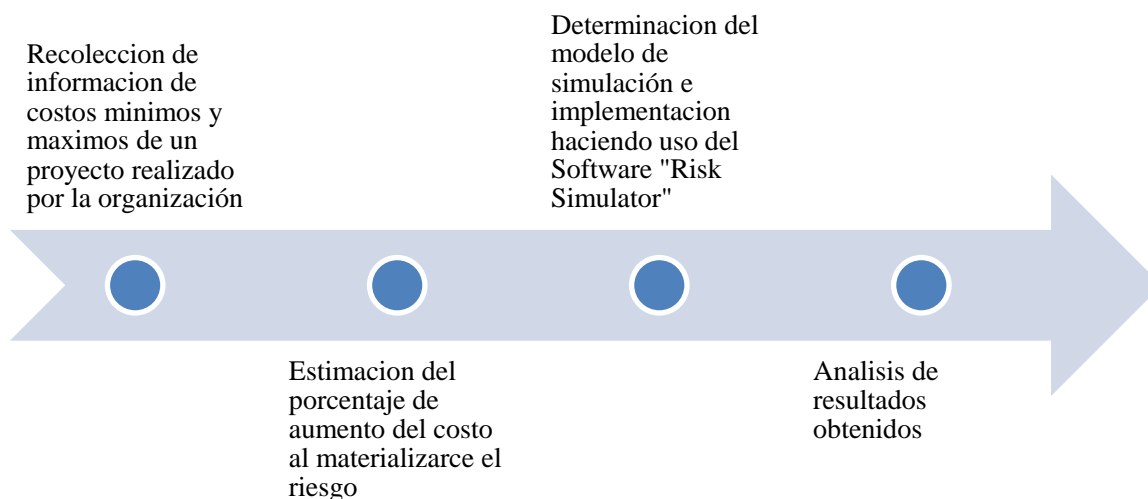 Recoleccion de
informacion de
costos minimos y
maximos de un
proyecto realizado
por la organización
Estimacion del
porcentaje de
aumento del costo
al materializarce el
riesgo
Determinacion del
modelo de
simulación e
implementacion
haciendo uso del
Software "Risk
Simulator"
Analisis de
resultados
obtenidos